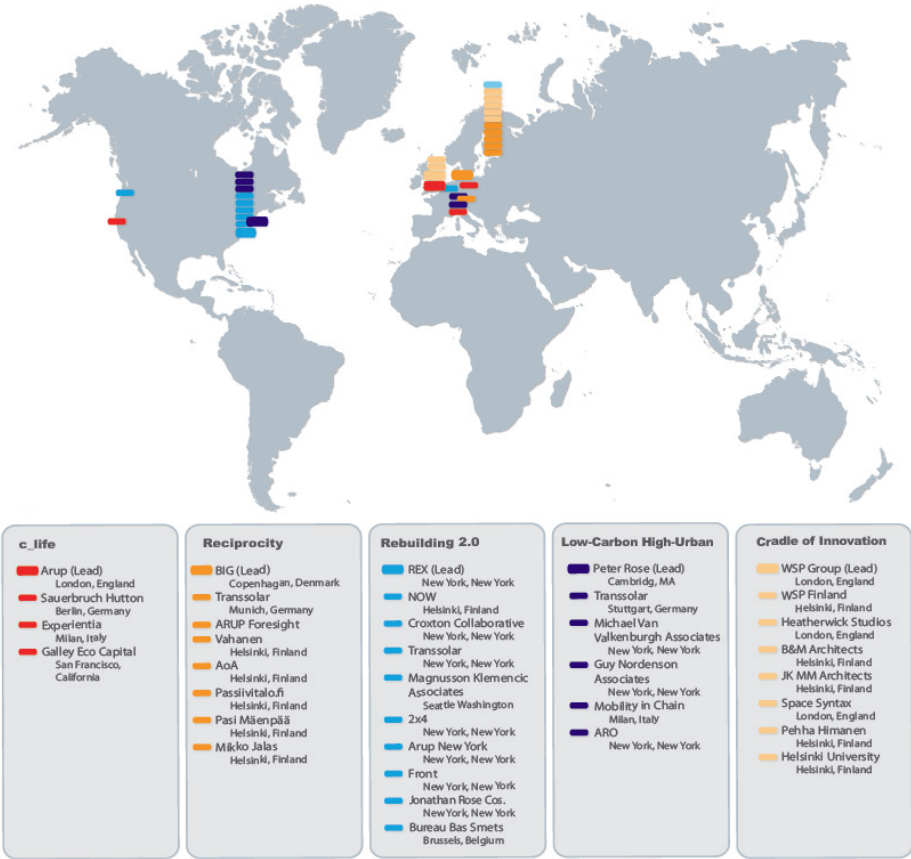 c_life
Arup (Lead)
London, England
Sauerbruch Hutton
Berlin, Germany
Experientia
Milan, Italy
Galley Eco Capital
San Francisco,
California
Reciprocity
BIG (Lead)
Copenhagan, Denmark
Transsolar
Munich, Germany
ARUP Foresight
Vahanen
Helsinki, Finland
AoA
Helsinki, Finland
Passiivitalo.fi
Helsinki, Finland
Pasi Mäenpää
Helsinki, Finland
Mikko Jalas
Helsinki, Finland
Rebuilding 2.0
REX (Lead)
New York, New York
NOW
Helsinki, Finland
Croxton Collaborative
New York, New York
Transsolar
New York, New York
Magnusson Klemencic
Associates
Seattle Washington
2x4
New York, New York
Arup New York
New York, New York
Front
New York, New York
Jonathan Rose Cos.
New York, New York
Bureau Bas Smets
Brussels, Belgium
Low-Carbon High-Urban
Peter Rose (Lead)
Cambridg, MA
Transsolar
Stuttgart, Germany
Michael Van
Valkenburgh Associates
New York, New York
Guy Nordenson
Associates
New York, New York
Mobility in Chain
Milan, Italy
ARO
New York, New York
Cradle of Innovation
WSP Group (Lead)
London, England
WSP Finland
Helsinki, Finland
Heatherwick Studios
London, England
B&M Architects
Helsinki, Finland
JK MM Architects
Helsinki, Finland
Space Syntax
London, England
Pehha Himanen
Helsinki, Finland
Helsinki University
Helsinki, Finland